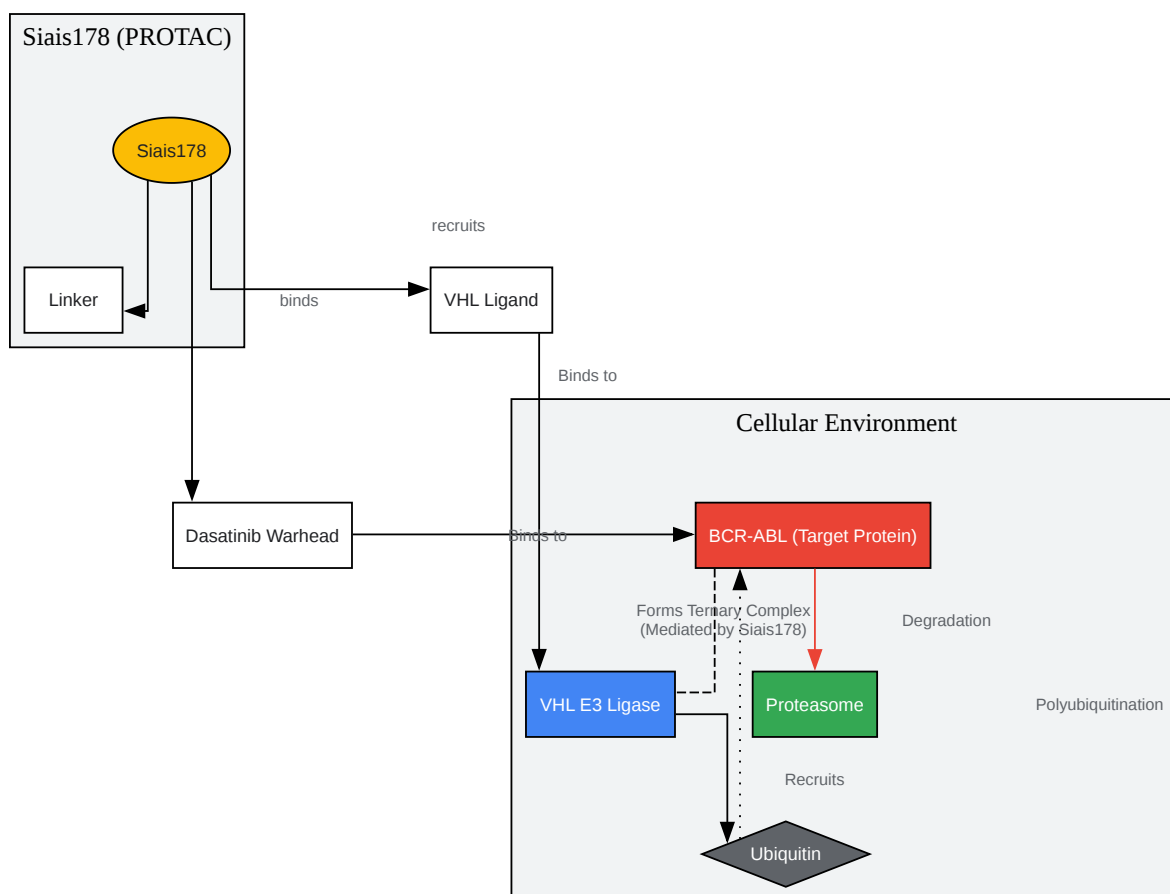 Siais178 (PROTAC)
Siais178
recruits
Linker
binds
VHL Ligand
Binds to
Cellular Environment
Dasatinib Warhead
Binds to
BCR-ABL (Target Protein)
Forms Ternary Complex
(Mediated by Siais178)
Degradation
VHL E3 Ligase
Proteasome
Polyubiquitination
Recruits
Ubiquitin